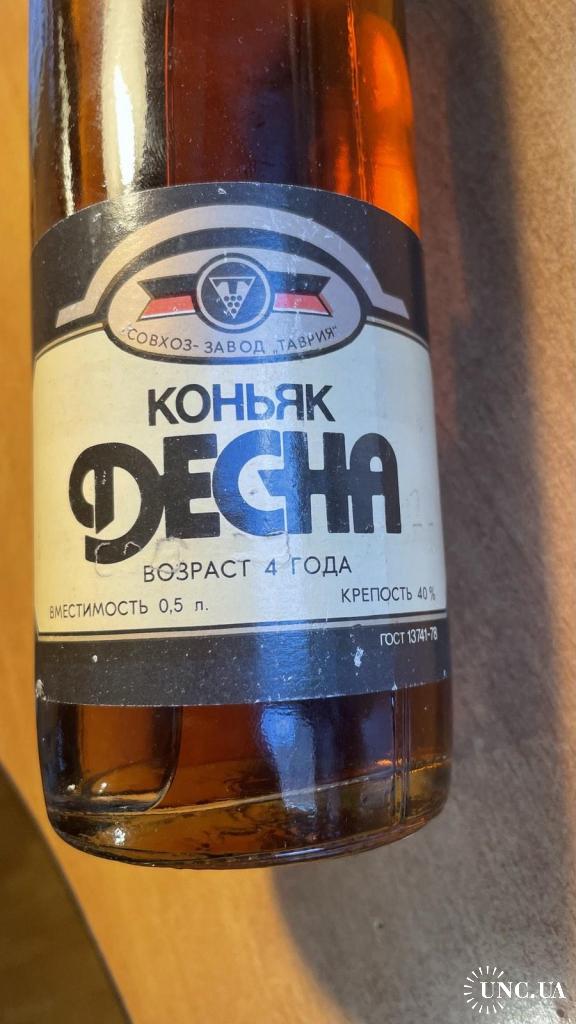 СОВХОЗ-ЗАВОД „ТАВРИЯ"
КОНЬЯК
ДЕСНА
ВОЗРАСТ 4 ГОДА
ВМЕСТИМОСТЬ 0,5 л.
КРЕПОСТЬ 40%
ГОСТ 13741-78
UNC.UA